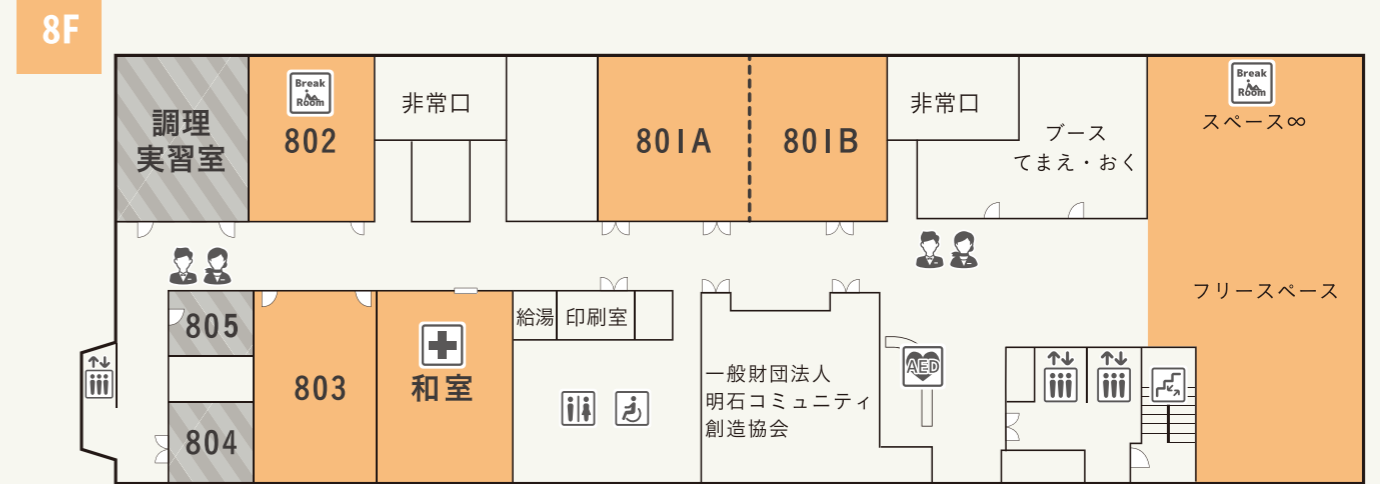 8F
調理
実習室
Break
Room
802
非常口
801A
801B
非常口
ブース
てまえ・おく
Break
Room
スペース∞
フリースペース
805
804
803
和室
給湯
印刷室
一般財団法人
明石コミュニティ
創造協会
AED